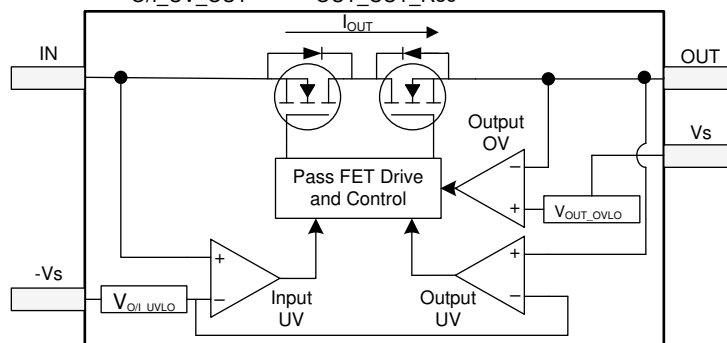 I_OUT
IN
OUT
Output
OV
Vs
Pass FET Drive
and Control
V_OUT_OVLO
-Vs
V_O/I_UVLO
Input
UV
Output
UV